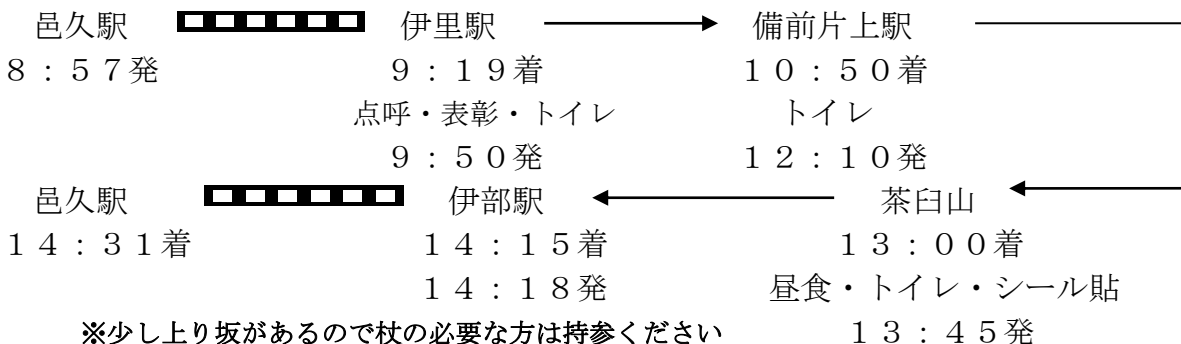 邑久駅 伊里駅 備前片上駅
８：５７発 ９：１９着 １０：５０着
点呼・表彰・トイレ トイレ
９：５０発 １２：１０発
邑久駅 伊部駅 茶臼山
１４：３１着 １４：１５着 １３：００着
１４：１８発 昼食・トイレ・シール貼
※少し上り坂があるので杖の必要な方は持参ください １３：４５発